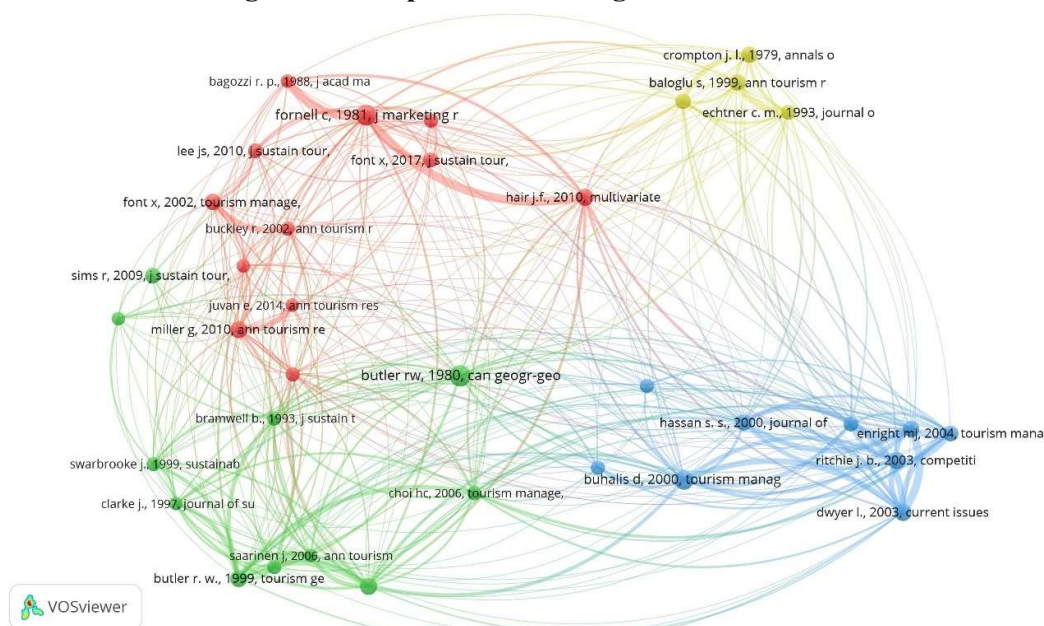 crompton j. l., 1979, annals o
bagozzi r. p., 1988, j acad ma
baloglu s, 1999, ann tourism r
fornell c, 1981, j marketing r
echtner c. m., 1993, journal o
lee js, 2010, j sustain tour,
font x, 2017, j sustain tour,
font x, 2002, tourism manage,
hair j.f., 2010, multivariate
buckley r, 2002, ann tourism r
sims r, 2009, j sustain tour,
juvan e, 2014, ann tourism res
miller g, 2010, ann tourism re
butler rw, 1980, can geogr-geo
bramwell b., 1993, j sustain t
hassan s. s., 2000, journal of
enright mj, 2004, tourism mana
swarbrooke j., 1999, sustainab
ritchie j. b., 2003, competiti
buhalis d, 2000, tourism manag
clarke j., 1997, journal of su
choi hc, 2006, tourism manage,
dwyer l., 2003, current issues
saarinen j, 2006, ann tourism
butler r. w., 1999, tourism ge
VOSviewer